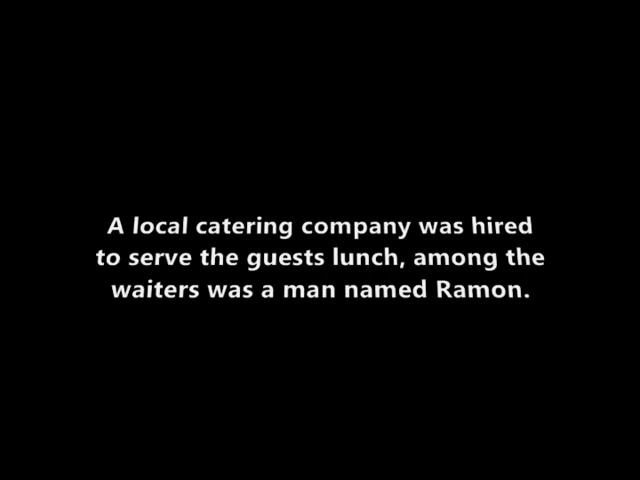 A local catering company was hired
to serve the guests lunch, among the
waiters was a man named Ramon.